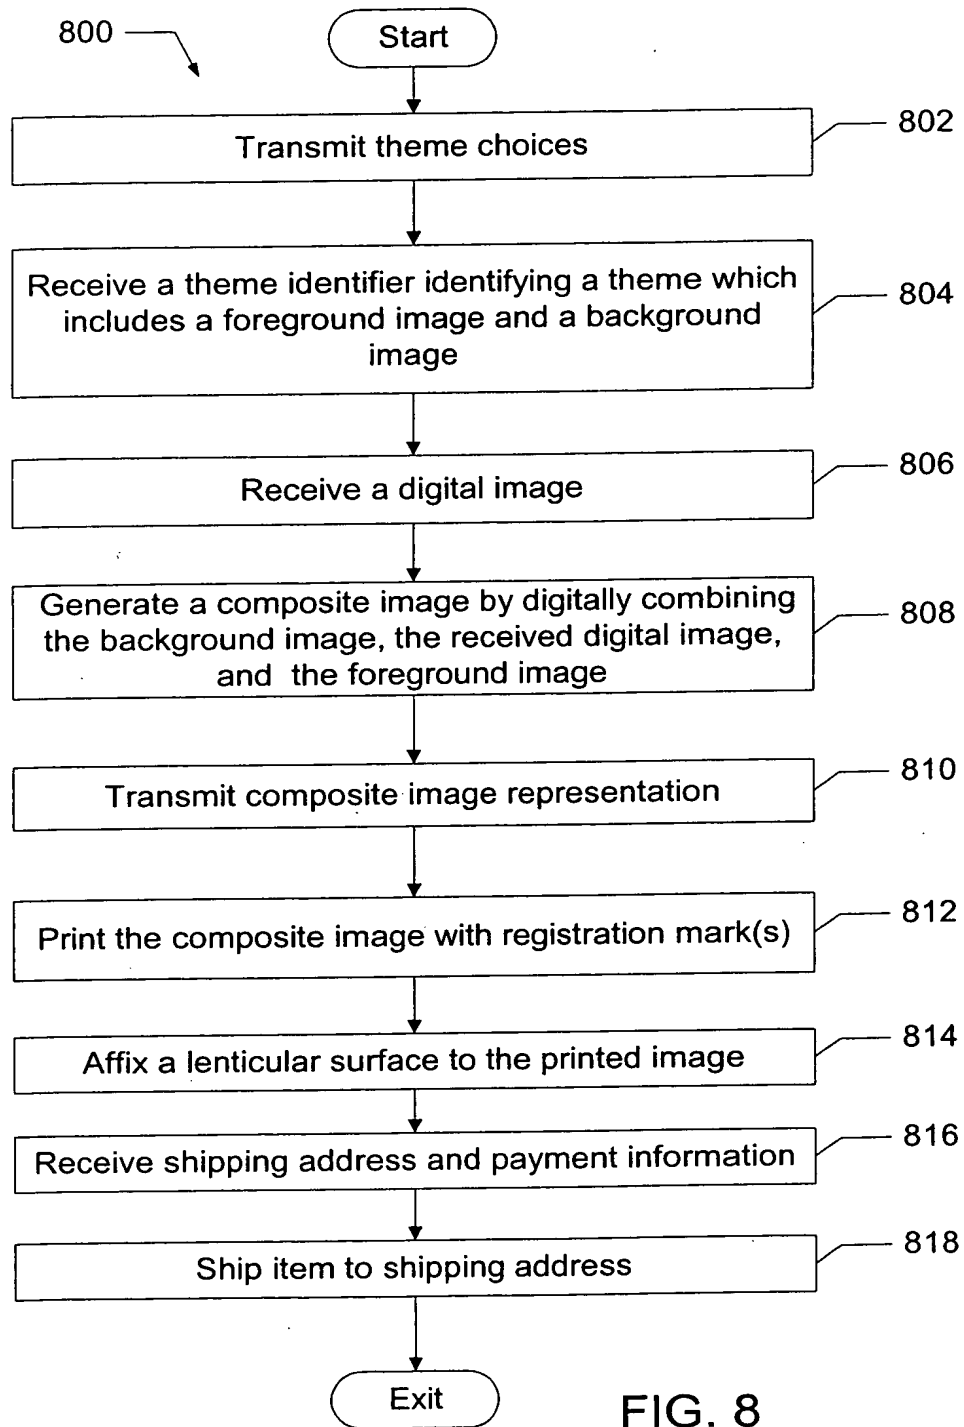 800
Start
Transmit theme choices
802
Receive a theme identifier identifying a theme which
includes a foreground image and a background
image
804
Receive a digital image
806
Generate a composite image by digitally combining
the background image, the received digital image,
and the foreground image
808
Transmit composite image representation
810
Print the composite image with registration mark(s)
812
Affix a lenticular surface to the printed image
814
Receive shipping address and payment information
816
Ship item to shipping address
818
Exit
FIG. 8